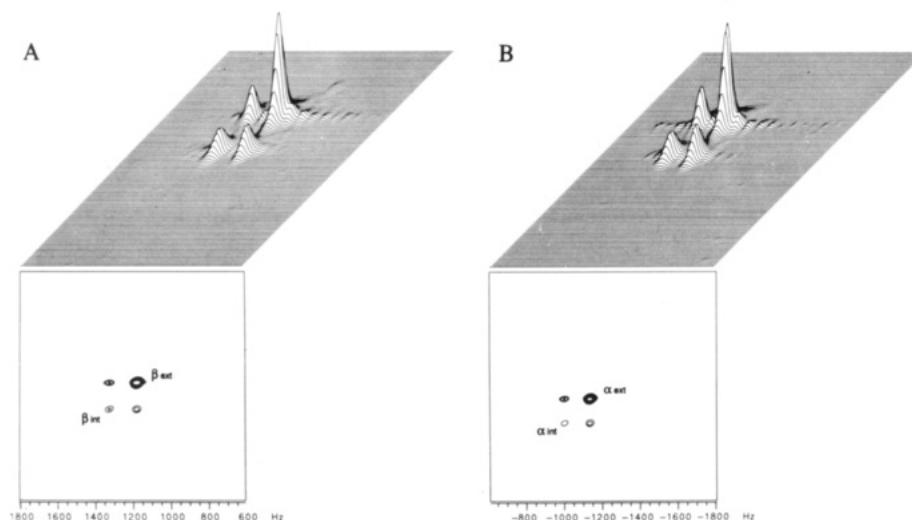 A
B
β ext
β int
α ext
α int
1800 1600 1400 1200 1000 800 600 Hz
-800 -1000 -1200 -1400 -1600 -1800 Hz